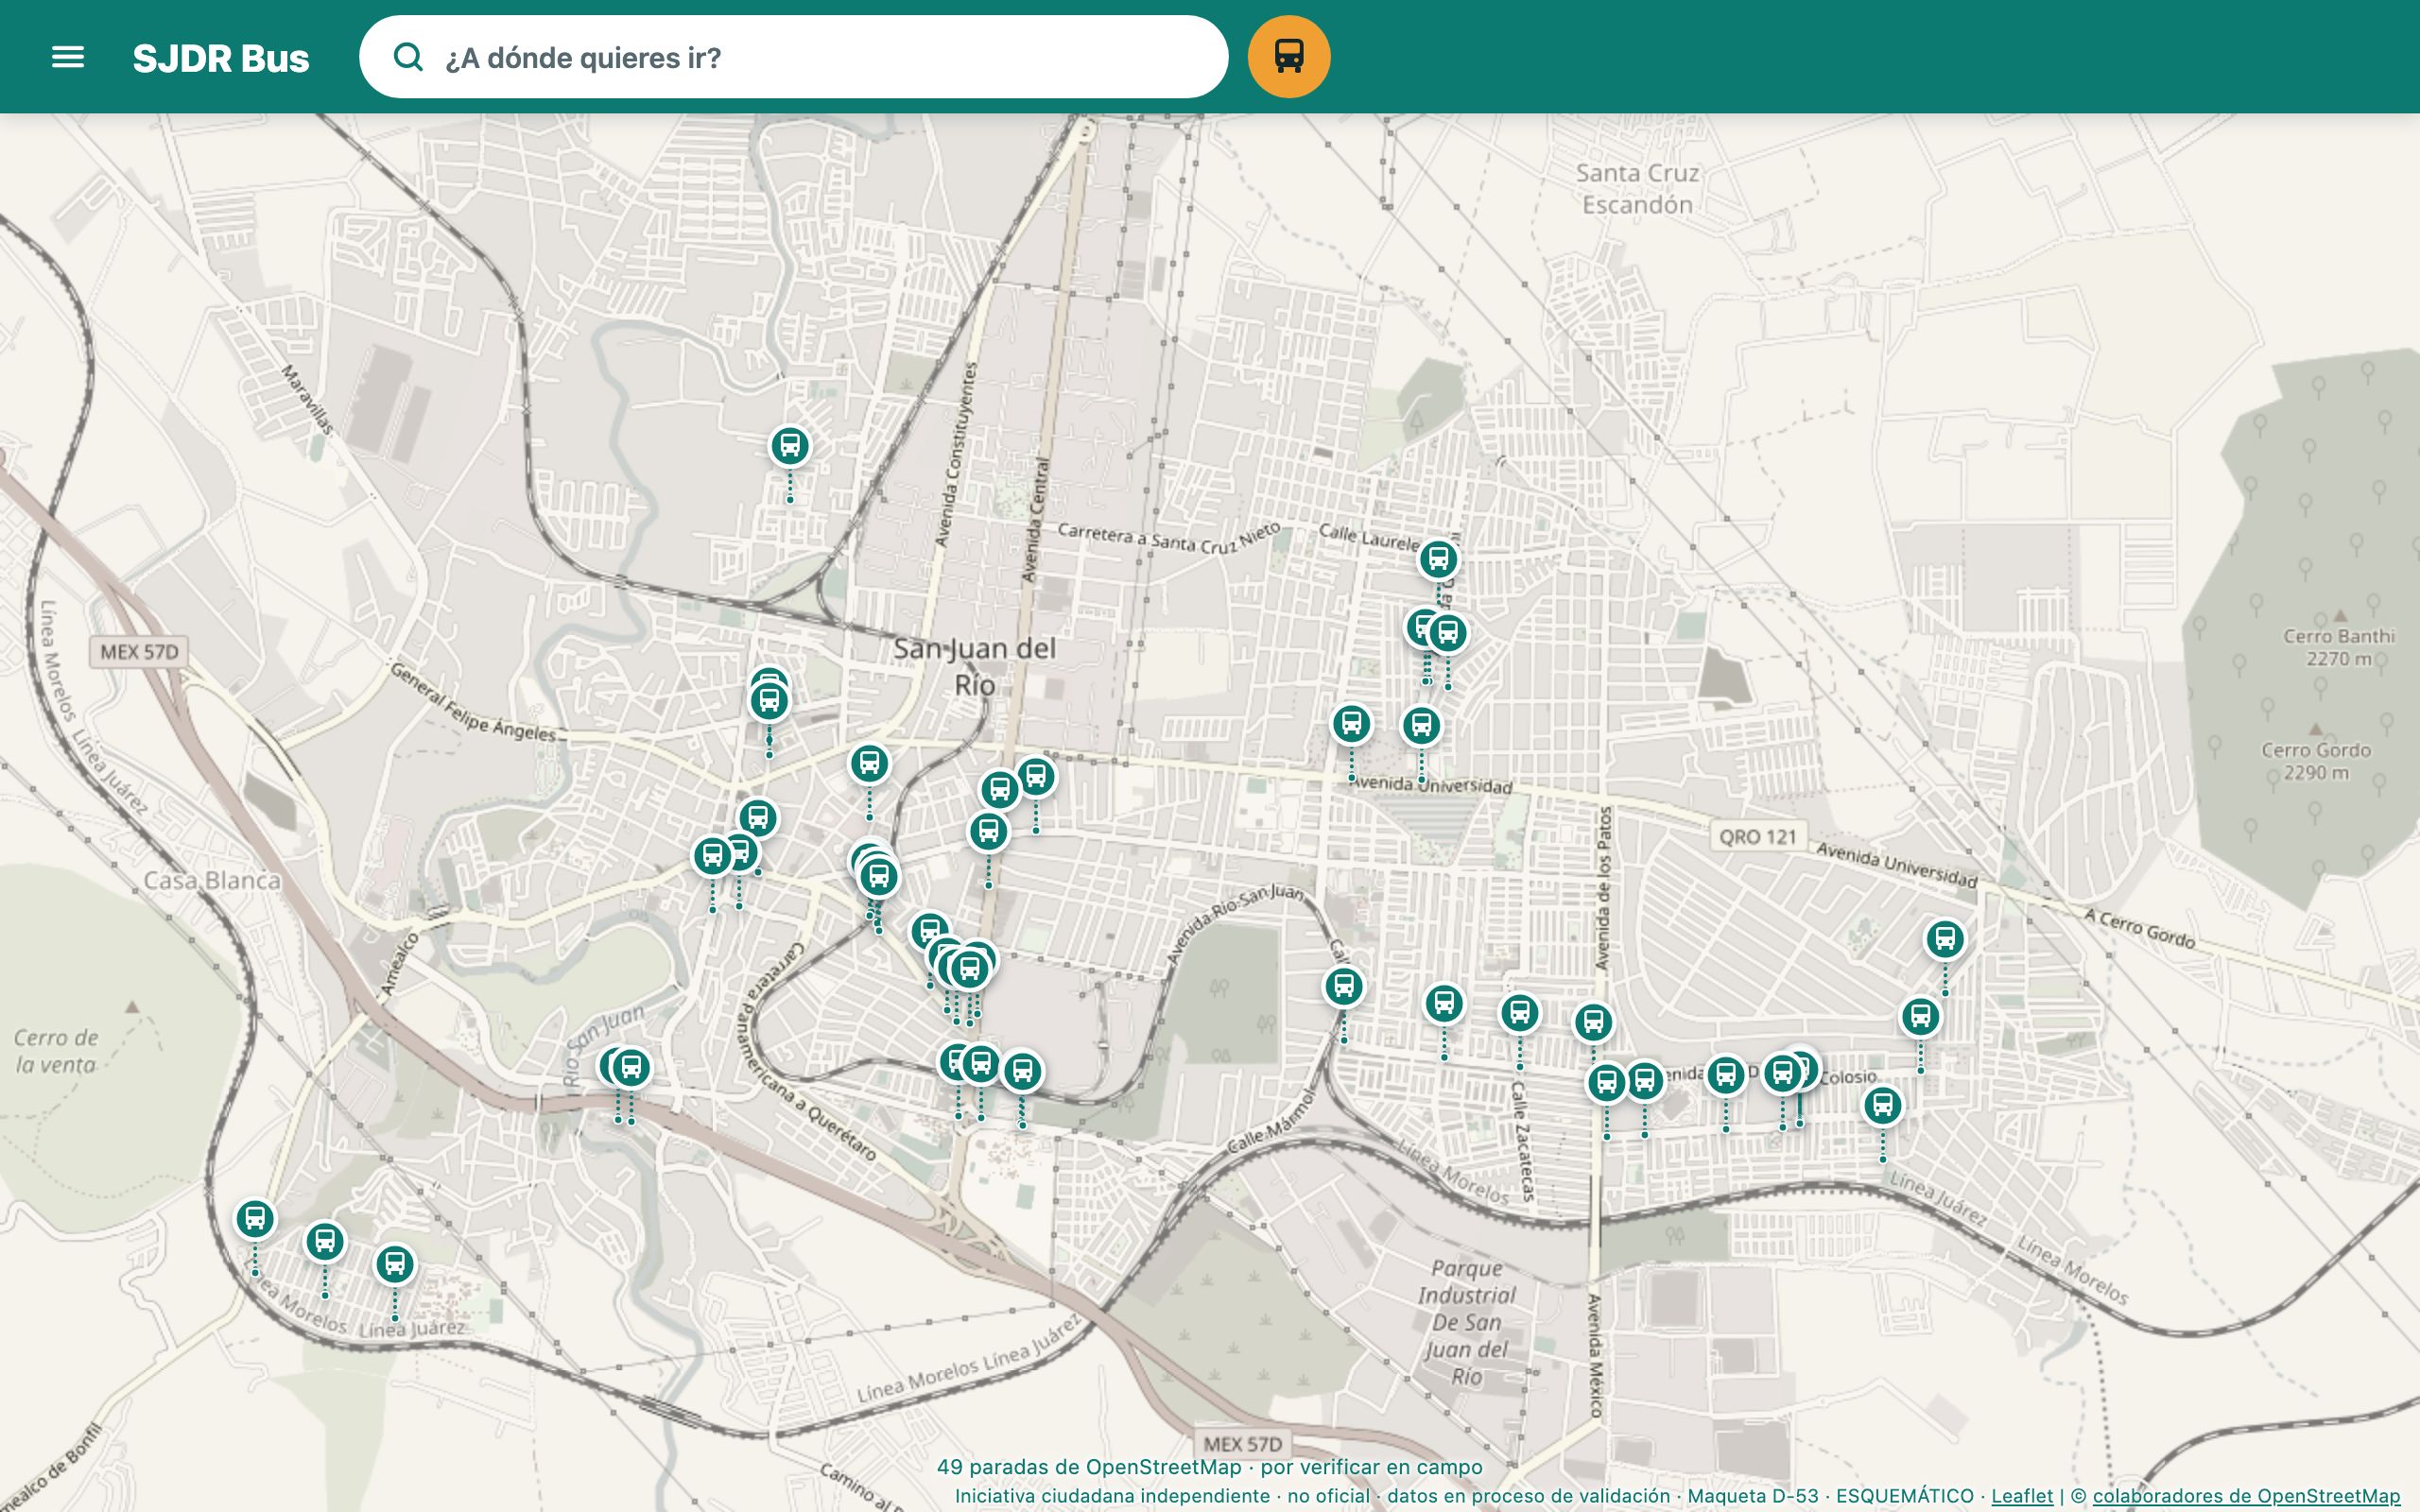 SJDR Bus
¿A dónde quieres ir?
Santa Cruz
Escandón
Maravillas
Avenida Constituyentes
Avenida Central
Carretera a Santa Cruz Nieto
Calle
Línea Morelos
Línea Juárez
MEX 57D
General Felipe Ángeles
San Juan del
Río
Cerro Banthi
2270 m
Cerro Gordo
2290 m
Avenida Universidad
Avenida de los Patos
QRO 121
Avenida Universidad
A Cerro Gordo
Casa Blanca
Amealco
Carretera Panamericana a Querétaro
Avenida Río San Juan
Río San Juan
Cerro de
la venta
Colosio
Calle Mármol
Calle Zacatecas
Línea Morelos
Línea Juárez
Línea Morelos
Línea Morelos
Línea Juárez
Línea Morelos Línea Juárez
Parque
Industrial
De San
Juan del
Río
Avenida México
MEX 57D
Camino al
49 paradas de OpenStreetMap · por verificar en campo
Iniciativa ciudadana independiente · no oficial · datos en proceso de validación · Maqueta D-53 · ESQUEMÁTICO · Leaflet | © colaboradores de OpenStreetMap